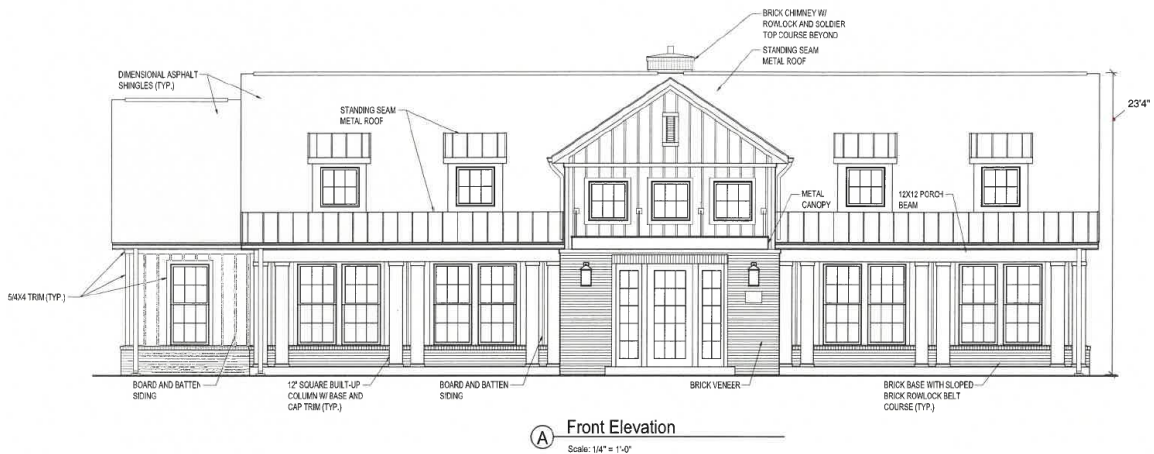 BRICK CHIMNEY W/
ROWLOCK AND SOLDIER
TOP COURSE BEYOND
STANDING SEAM
METAL ROOF
DIMENSIONAL ASPHALT
SHINGLES (TYP.)
STANDING SEAM
METAL ROOF
23'4"
METAL
CANOPY
12X12 PORCH
BEAM
5/4X4 TRIM (TYP.)
BOARD AND BATTEN
SIDING
12" SQUARE BUILT-UP
COLUMN W/ BASE AND
CAP TRIM (TYP.)
BOARD AND BATTEN
SIDING
BRICK VENEER
BRICK BASE WITH SLOPED
BRICK ROWLOCK BELT
COURSE (TYP.)
A
Front Elevation
Scale: 1/4" = 1'-0"